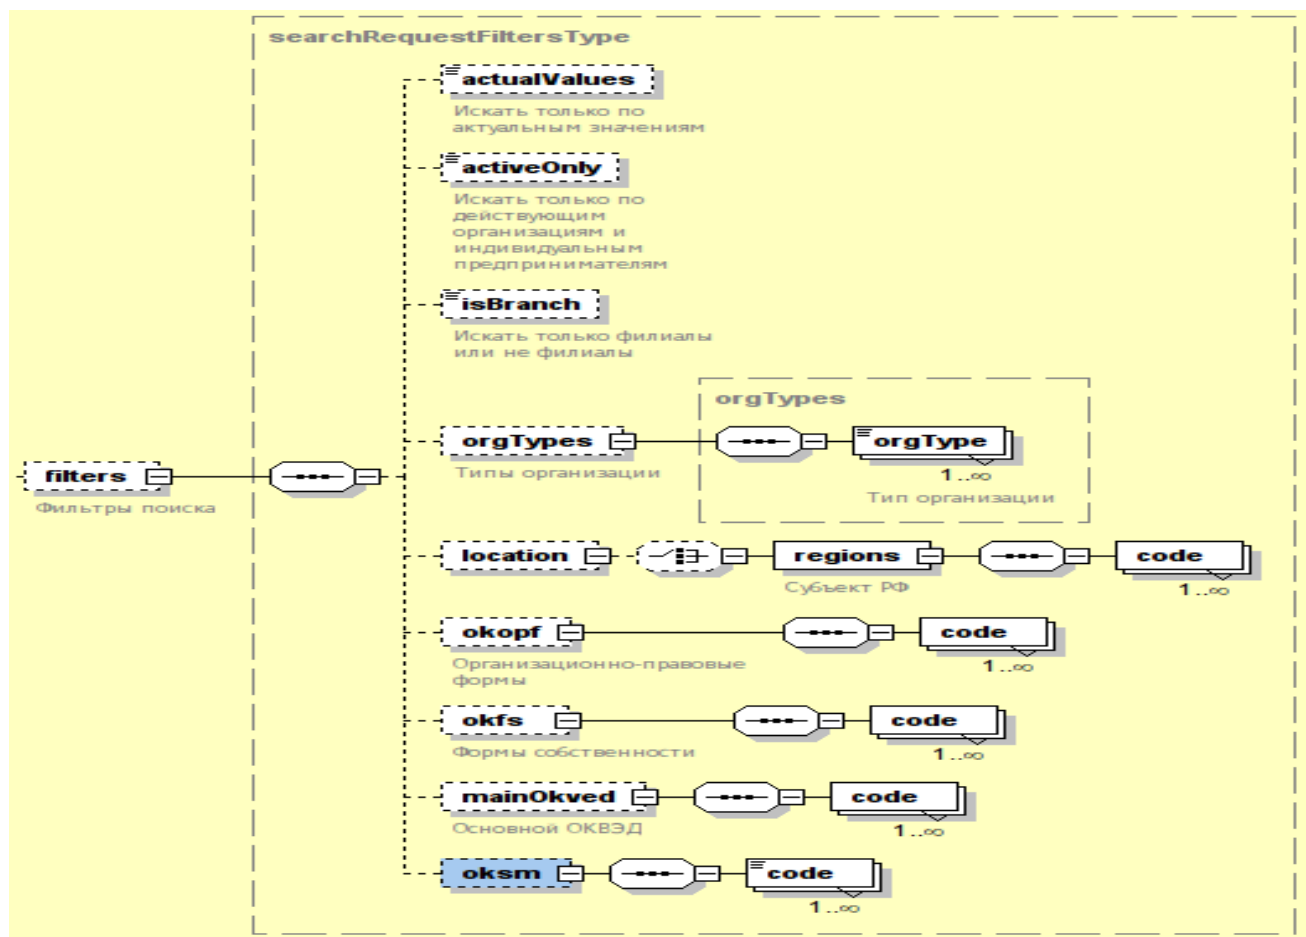 searchRequestFiltersType
actualValues
Искать только по
актуальным значениям
activeOnly
Искать только по
действующим
организациям и
индивидуальным
предпринимателям
isBranch
Искать только филиалы
или не филиалы
orgTypes
orgTypes
orgType
1..∞
Типы организации
Тип организации
filters
Фильтры поиска
location
regions
code
Субъект РФ
1..∞
okopf
code
Организационно-правовые
формы
1..∞
okfs
code
Формы собственности
1..∞
mainOkved
code
Основной ОКВЭД
1..∞
oksm
code
1..∞